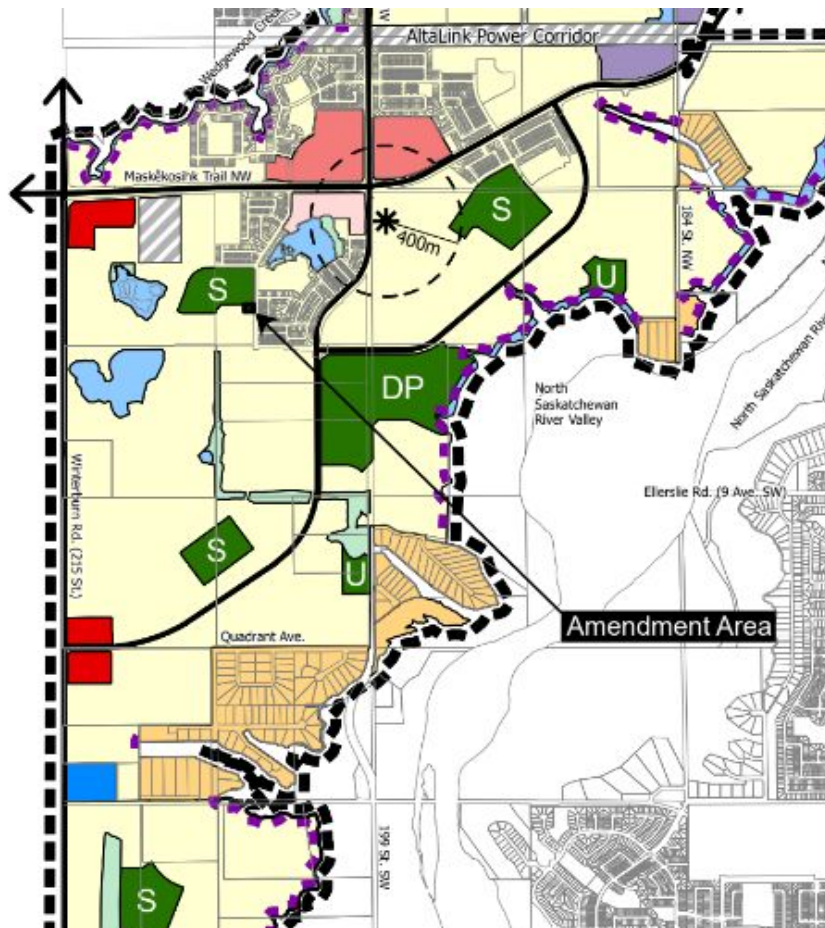 AltaLink Power Corridor
W
Wedgewood Creek
Maskêkosihk Trail NW
S
400m
184 St. NW
S
U
DP
North
Saskatchewan
River Valley
North Saskatchewan River
Ellerslie Rd. (9 Ave. SW)
Winterburn Rd. (215 St.)
S
U
Amendment Area
Quadrant Ave.
199 St. SW
S